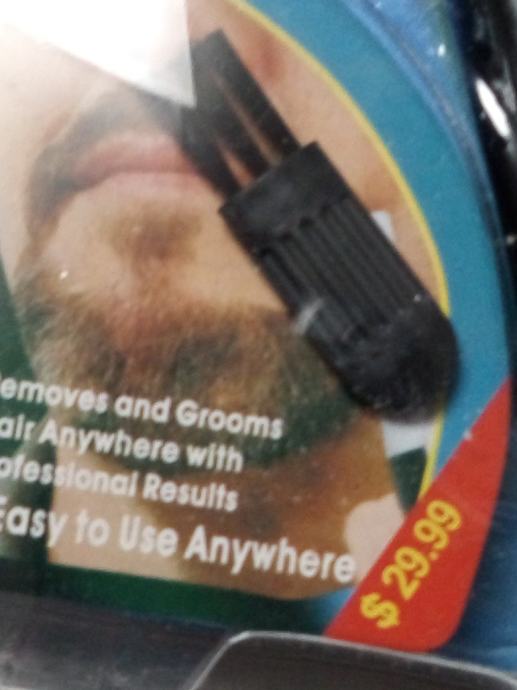 emoves and Grooms
air Anywhere with
ofessional Results
Easy to Use Anywhere
$ 29.99